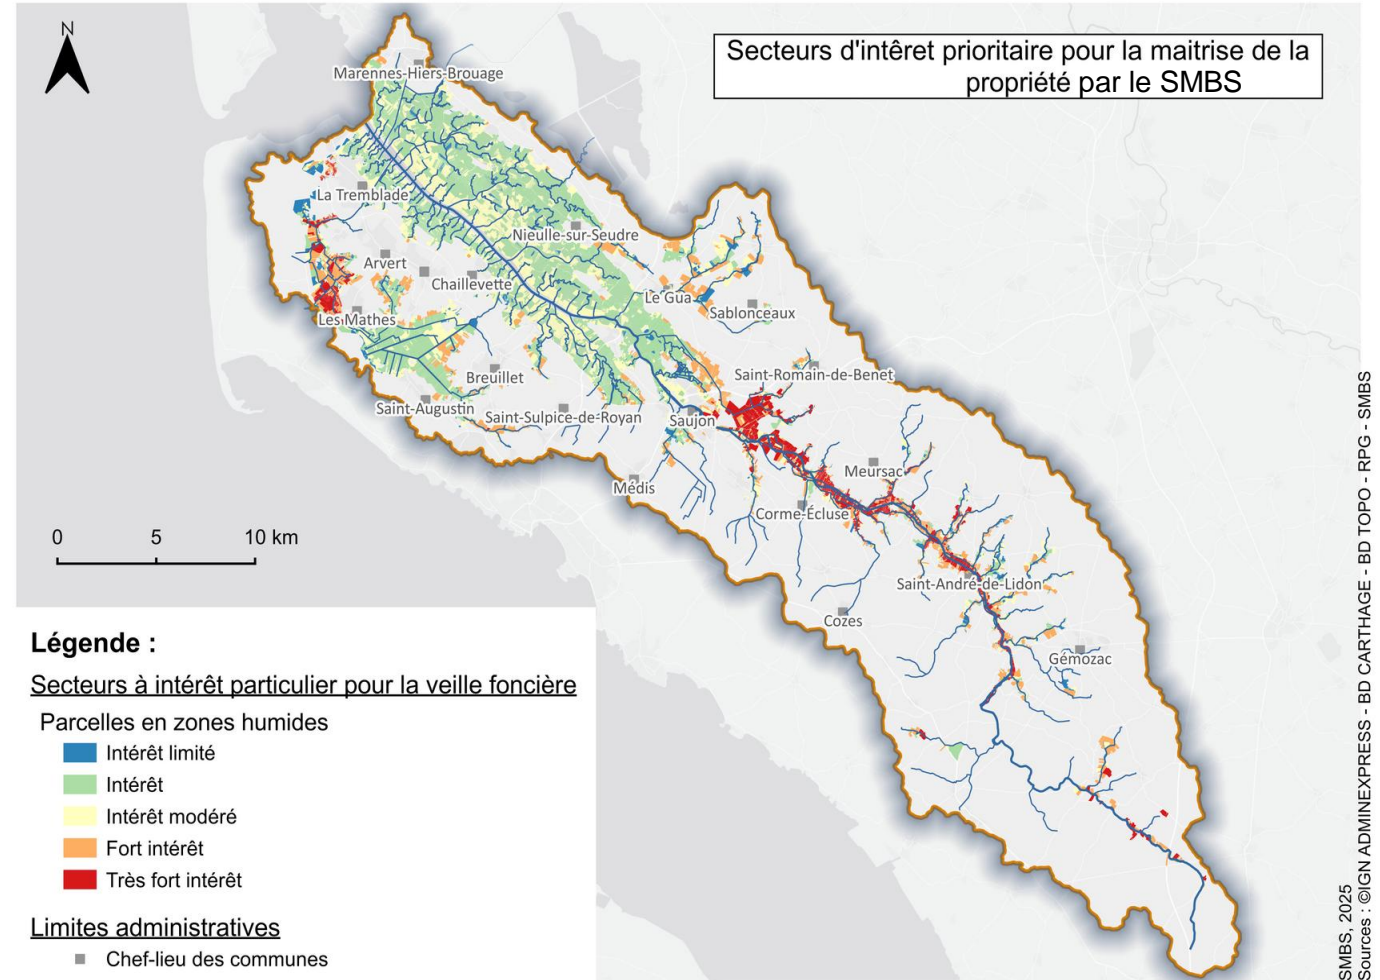 N
Secteurs d'intêret prioritaire pour la maitrise de la
propriété par le SMBS
Marennes-Hiers-Brouage
La Tremblade
Nieulle-sur-Seudre
Arvert
Chaillevette
Le Gua
Sablonceaux
Les Mathes
Saint-Romain-de-Benet
Breuillet
Saint-Augustin
Saint-Sulpice-de-Royan
Saujon
Meursac
Médis
Corme-Écluse
Saint-André-de-Lidon
Cozes
Gémozac
0 5 10 km
Légende :
Secteurs à intérêt particulier pour la veille foncière
Parcelles en zones humides
Intérêt limité
Intérêt
Intérêt modéré
Fort intérêt
Très fort intérêt
Limites administratives
Chef-lieu des communes
SMBS, 2025
Sources : ©IGN ADMINEXPRESS - BD CARTHAGE - BD TOPO - RPG - SMBS